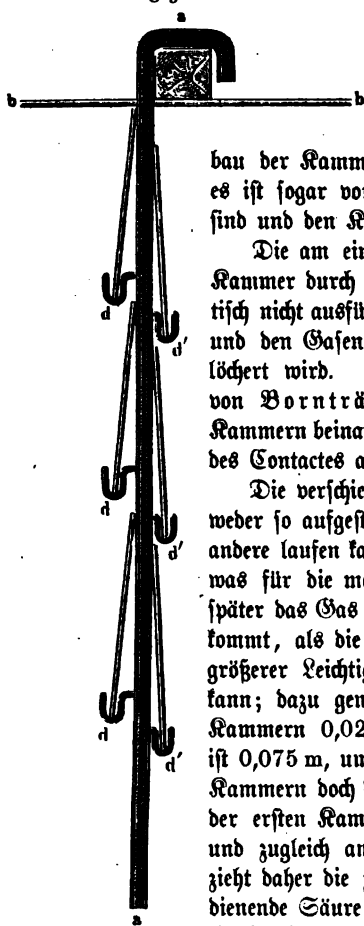 a
b b
bau der Kamm
es ist sogar vor
sind und den K
Die am ein
Kammer durch
tisch nicht ausfü
und den Gasen
löchert wird.
von Bornträ
Kammern beina
des Contactes a
Die verschie
weder so aufgest
andere laufen ka
was für die me
später das Gas
kommt, als die
größerer Leichtig
kann; dazu gen
Kammern 0,02
ist 0,075 m, um
Kammern doch
der ersten Kam
und zugleich an
zieht daher die
dienende Säure
d
d'
d
d'
d
d'
a